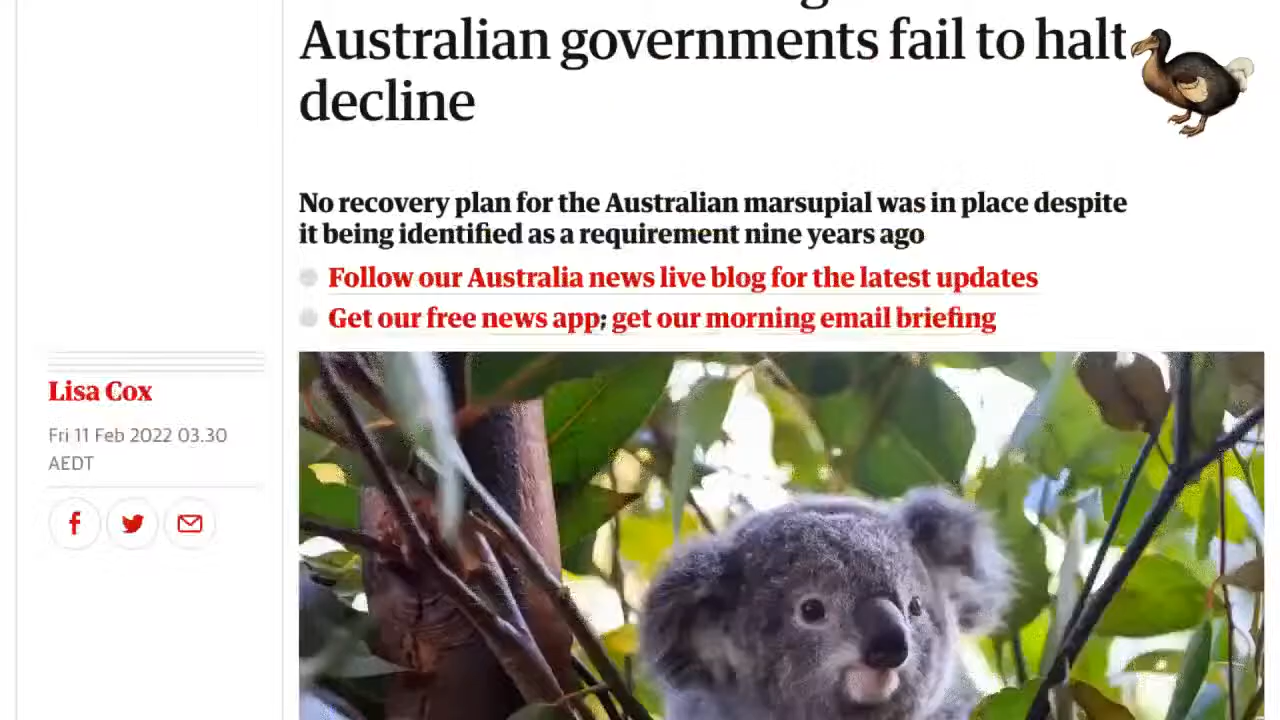 Australian governments fail to halt
decline
No recovery plan for the Australian marsupial was in place despite
it being identified as a requirement nine years ago
Follow our Australia news live blog for the latest updates
Get our free news app; get our morning email briefing
Lisa Cox
Fri 11 Feb 2022 03.30
AEDT